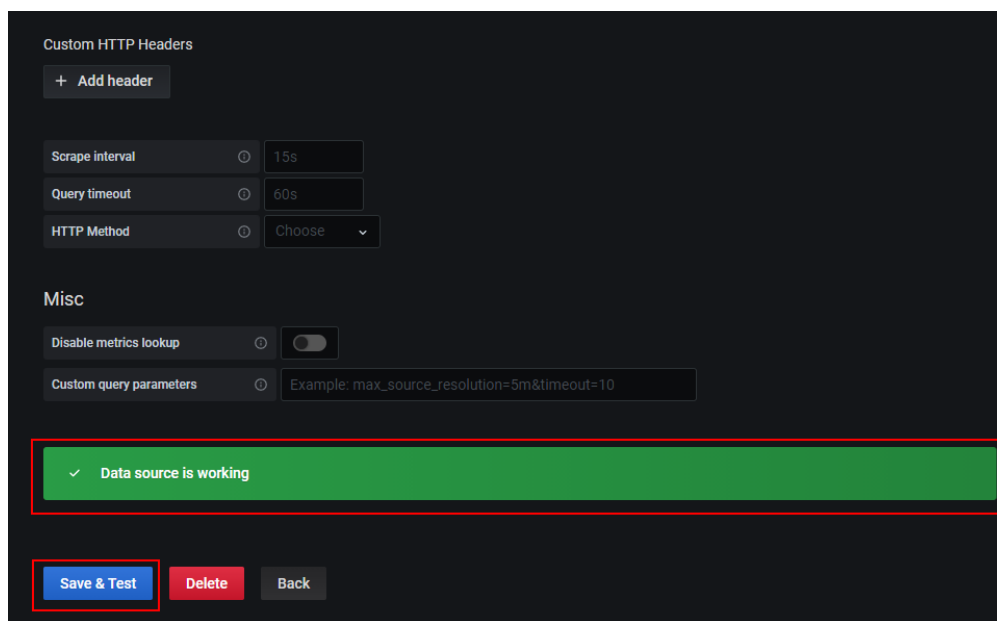 Custom HTTP Headers
+ Add header
Scrape interval 15s
Query timeout 60s
HTTP Method Choose
Misc
Disable metrics lookup
Custom query parameters Example: max_source_resolution=5m&timeout=10
Data source is working
Save & Test Delete Back